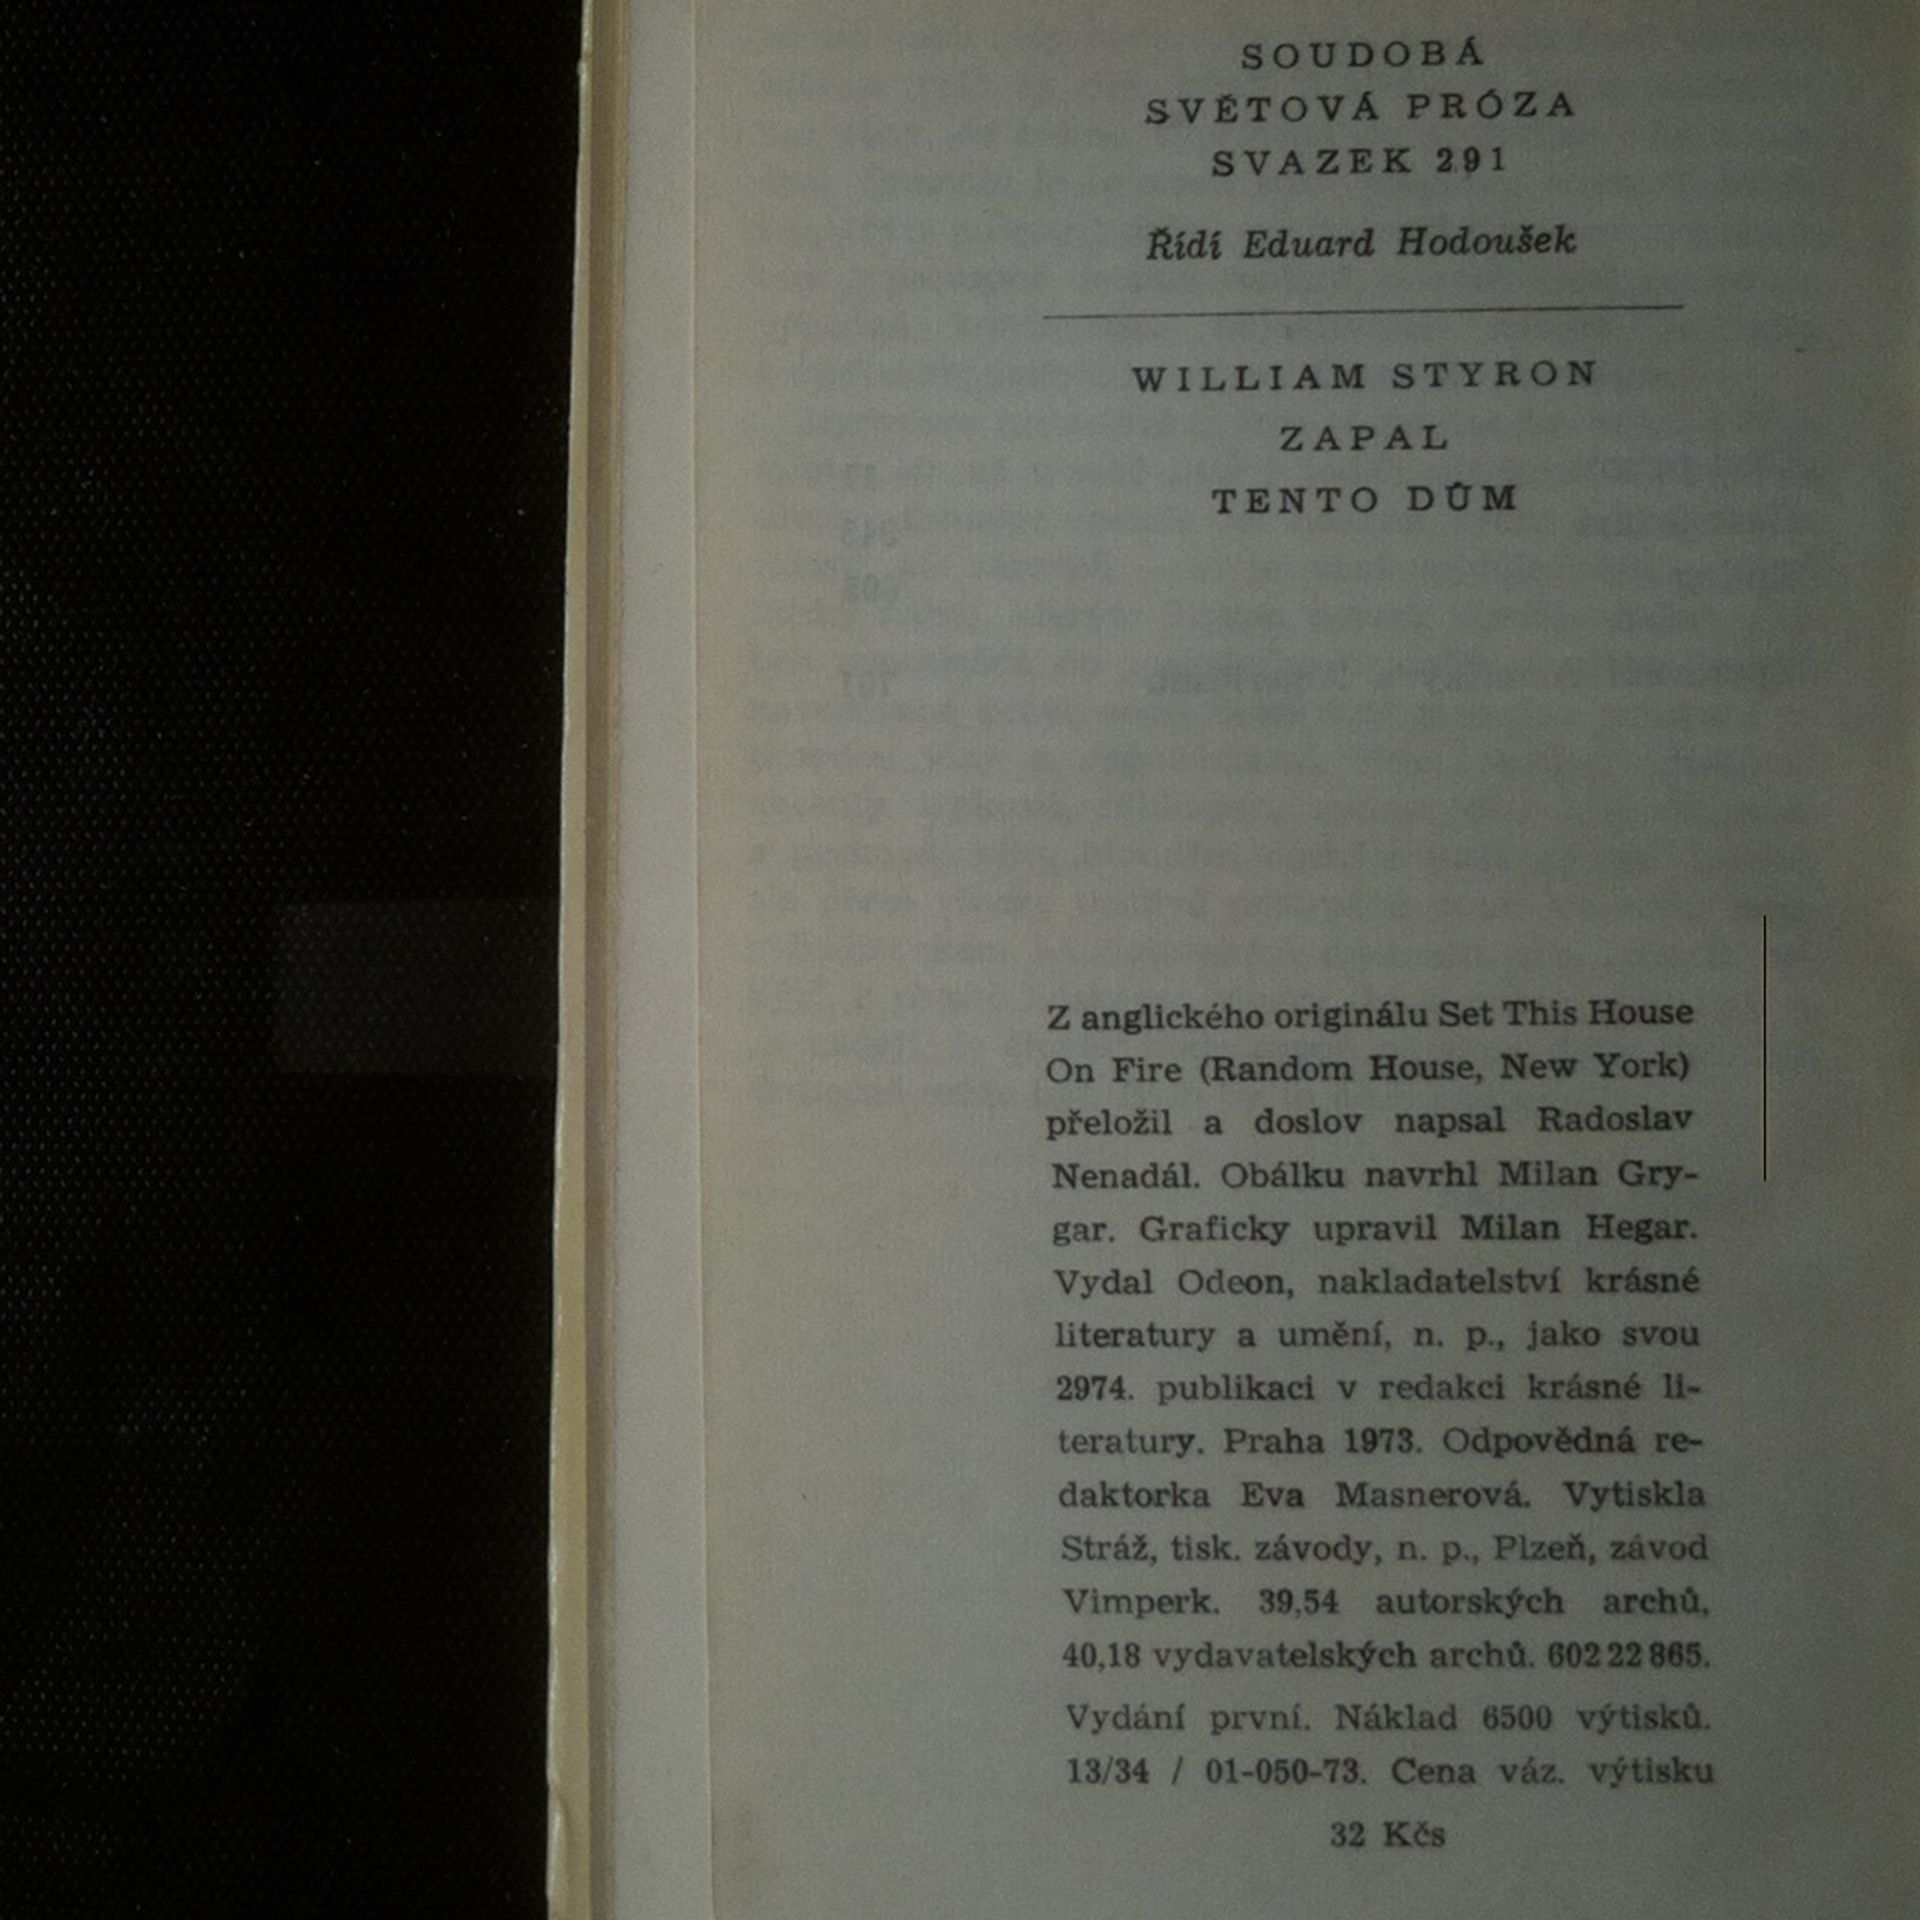 SOUDOBÁ
SVĚTOVÁ PRÓZA
SVAZEK 291
Řídí Eduard Hodoušek
WILLIAM STYRON
ZAPAL
TENTO DŮM
Z anglického originálu Set This House
On Fire (Random House, New York)
přeložil a doslov napsal Radoslav
Nenadál. Obálku navrhl Milan Gry-
gar. Graficky upravil Milan Hegar.
Vydal Odeon, nakladatelství krásné
literatury a umění, n. p., jako svou
2974. publikaci v redakci krásné li-
teratury. Praha 1973. Odpovědná re-
daktorka Eva Masnerová. Vytiskla
Stráž, tisk. závody, n. p., Plzeň, závod
Vimperk. 39,54 autorských archů,
40,18 vydavatelských archů. 602 22 865.
Vydání první. Náklad 6500 výtisků.
13/34 / 01-050-73. Cena váz. výtisku
32 Kčs